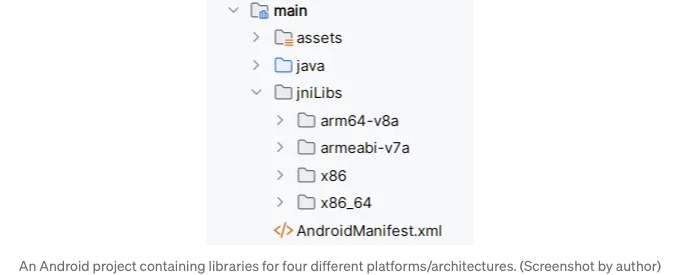 main
assets
java
jniLibs
arm64-v8a
armeabi-v7a
x86
x86_64
AndroidManifest.xml
An Android project containing libraries for four different platforms/architectures. (Screenshot by author)